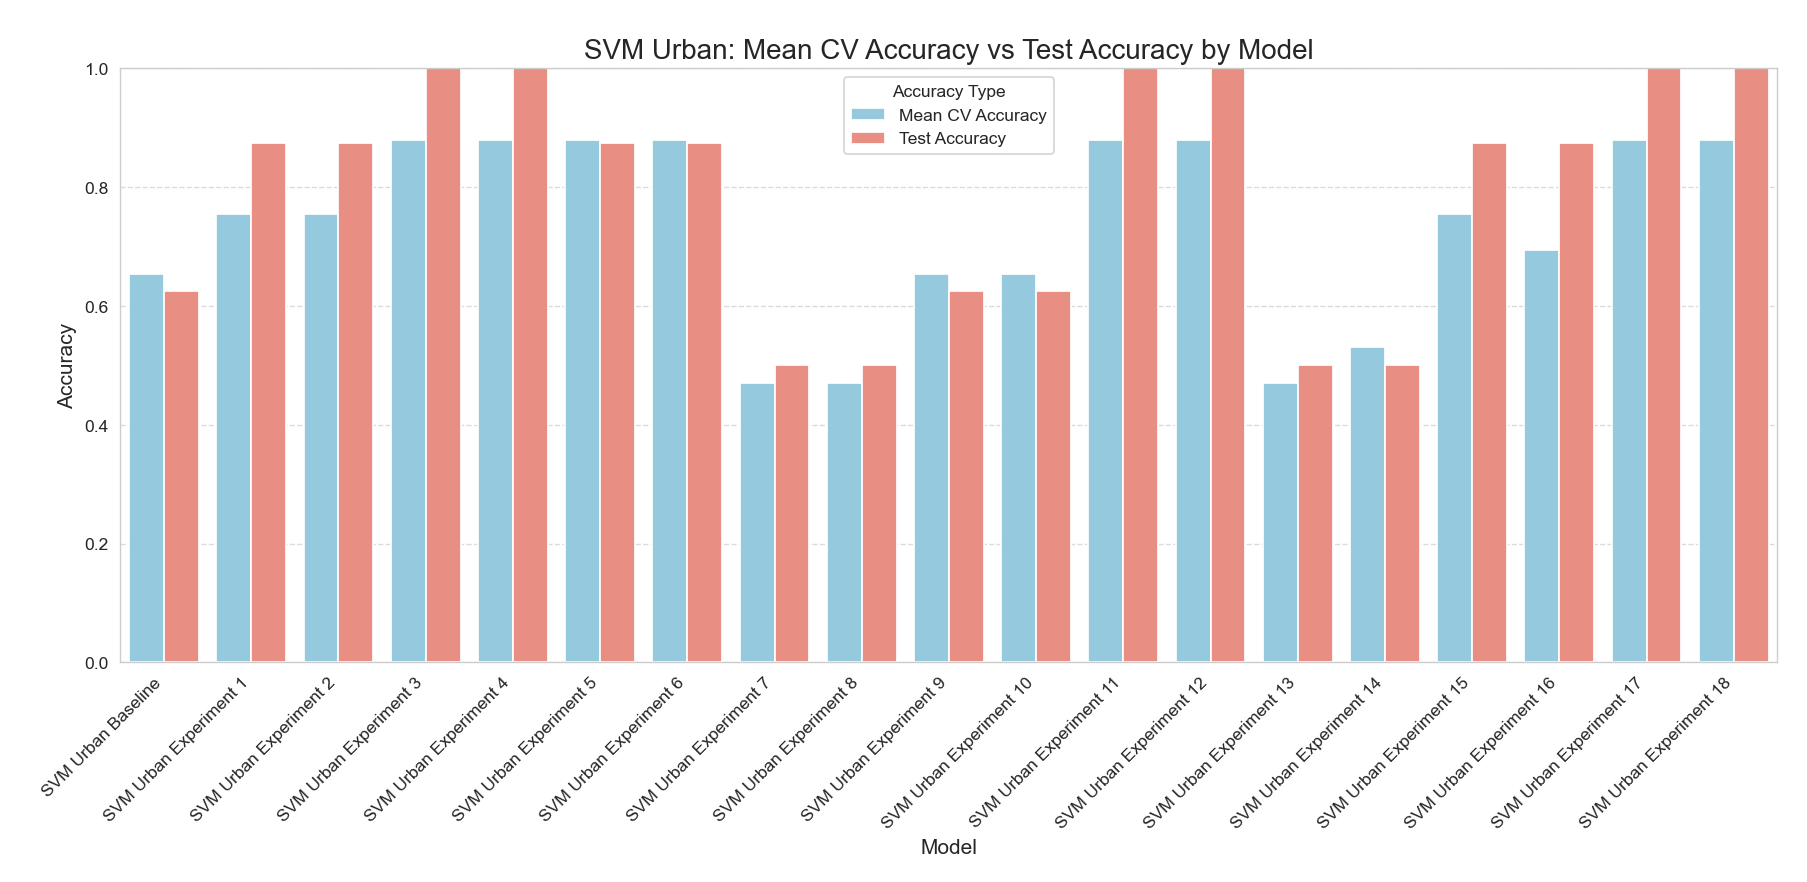 SVM Urban: Mean CV Accuracy vs Test Accuracy by Model
Accuracy Type
Mean CV Accuracy
Test Accuracy
Accuracy
1.0
0.8
0.6
0.4
0.2
0.0
SVM Urban Baseline
SVM Urban Experiment 1
SVM Urban Experiment 2
SVM Urban Experiment 3
SVM Urban Experiment 4
SVM Urban Experiment 5
SVM Urban Experiment 6
SVM Urban Experiment 7
SVM Urban Experiment 8
SVM Urban Experiment 9
SVM Urban Experiment 10
SVM Urban Experiment 11
SVM Urban Experiment 12
SVM Urban Experiment 13
SVM Urban Experiment 14
SVM Urban Experiment 15
SVM Urban Experiment 16
SVM Urban Experiment 17
SVM Urban Experiment 18
Model